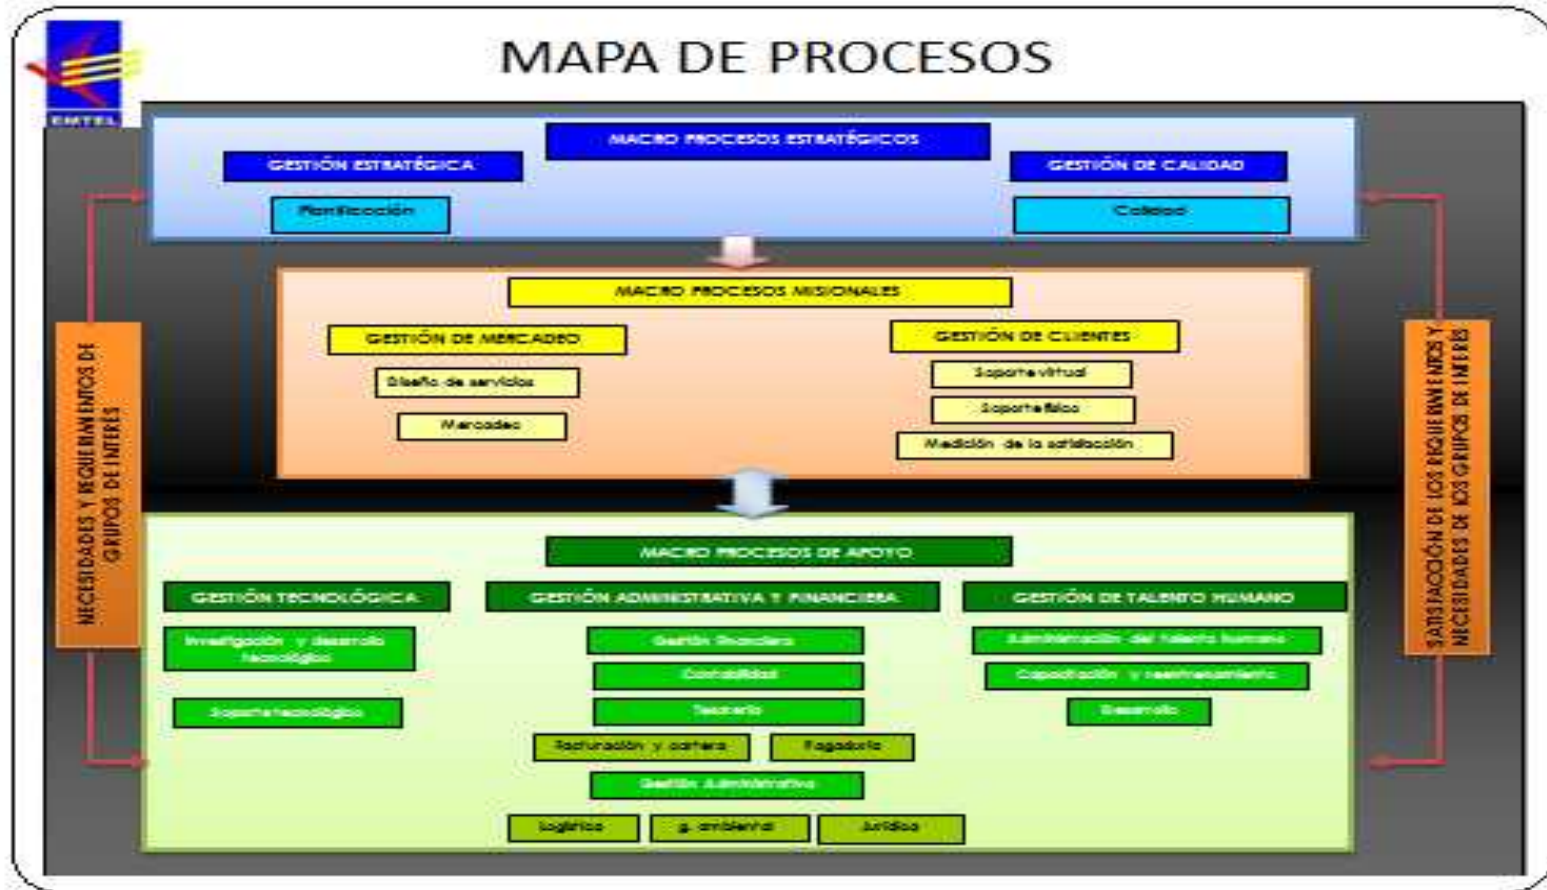 MAPA DE PROCESOS
EMTEL
MACRO PROCESOS ESTRATÉGICOS
GESTIÓN ESTRATÉGICA
GESTIÓN DE CALIDAD
Planificación
Calidad
MACRO PROCESOS MISIONALES
GESTIÓN DE MERCADEO
GESTIÓN DE CLIENTES
Diseño de servicios
Soporte virtual
Mercadeo
Soporte físico
Medición de la satisfacción
NECESIDADES Y REQUERIMIENTOS DE
GRUPOS DE INTERÉS
SATISFACCIÓN DE LOS REQUERIMIENTOS Y
NECESIDADES DE LOS GRUPOS DE INTERÉS
MACRO PROCESOS DE APOYO
GESTIÓN TECNOLÓGICA
GESTIÓN ADMINISTRATIVA Y FINANCIERA
GESTIÓN DE TALENTO HUMANO
Investigación y desarrollo
tecnológico
Soporte tecnológico
Gestión financiera
Contabilidad
Tesorería
Facturación y cartera
Pagaduría
Gestión Administrativa
Logística
g. ambiental
Jurídica
Administración del talento humano
Capacitación y reentrenamiento
Desarrollo